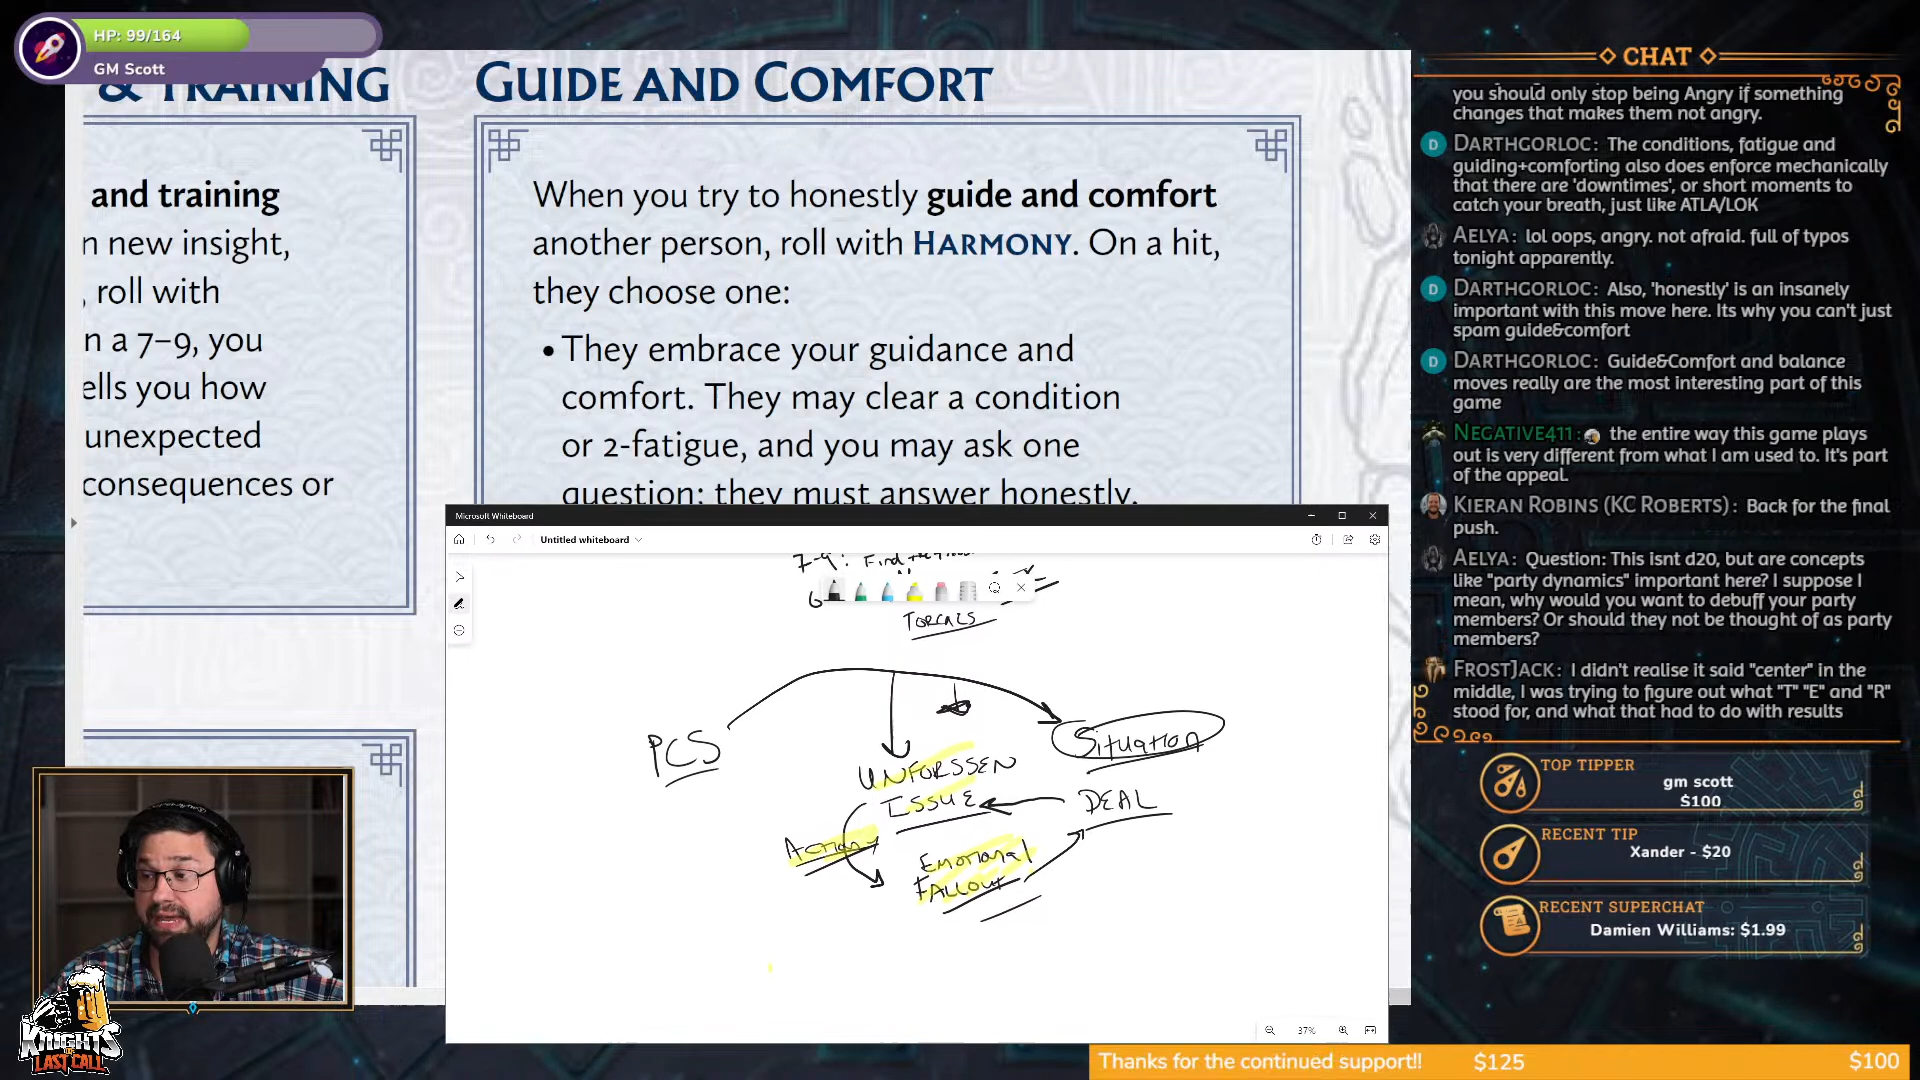 HP: 99/164
GM Scott
& TRAINING
GUIDE AND COMFORT
and training
n new insight,
, roll with
n a 7–9, you
ells you how
unexpected
consequences or
When you try to honestly guide and comfort
another person, roll with HARMONY. On a hit,
they choose one:
• They embrace your guidance and
comfort. They may clear a condition
or 2-fatigue, and you may ask one
question; they must answer honestly.
Microsoft Whiteboard
Untitled whiteboard
7-9: Find the
6
TOPCALS
PCS
SITUATION
UNFORSSEN
ISSUE
DEAL
ACTION
EMOTIONAL
FALLOUT
37%
CHAT
you should only stop being Angry if something
changes that makes them not angry.
D DARTHGORLOC: The conditions, fatigue and
guiding+comforting also does enforce mechanically
that there are 'downtimes', or short moments to
catch your breath, just like ATLA/LOK
AELYA: lol oops, angry. not afraid. full of typos
tonight apparently.
D DARTHGORLOC: Also, 'honestly' is an insanely
important with this move here. Its why you can't just
spam guide&comfort
D DARTHGORLOC: Guide&Comfort and balance
moves really are the most interesting part of this
game
NEGATIVE411: the entire way this game plays
out is very different from what I am used to. It's part
of the appeal.
KIERAN ROBINS (KC ROBERTS): Back for the final
push.
AELYA: Question: This isnt d20, but are concepts
like "party dynamics" important here? I suppose I
mean, why would you want to debuff your party
members? Or should they not be thought of as party
members?
FROSTJACK: I didn't realise it said "center" in the
middle, I was trying to figure out what "T" "E" and "R"
stood for, and what that had to do with results
TOP TIPPER
gm scott
$100
RECENT TIP
Xander - $20
RECENT SUPERCHAT
Damien Williams: $1.99
KNIGHTS
OF
LAST CALL
Thanks for the continued support!! $125 $100